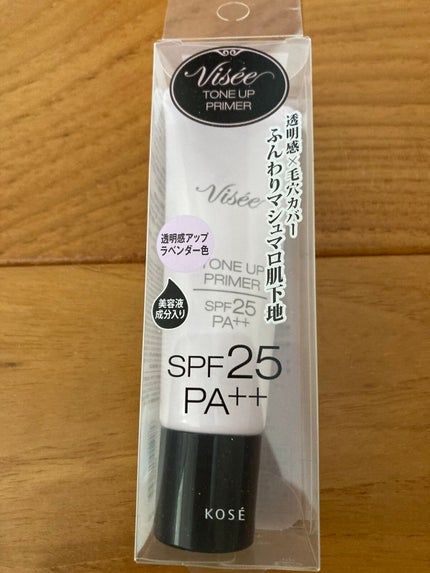 Visée
TONE UP
PRIMER
透明感×毛穴カバー
ふんわりマシュマロ肌下地
Visée
透明感アップ
ラベンダー色
TONE UP
PRIMER
美容液
成分入り
SPF25
PA++
SPF25
PA++
KOSÉ